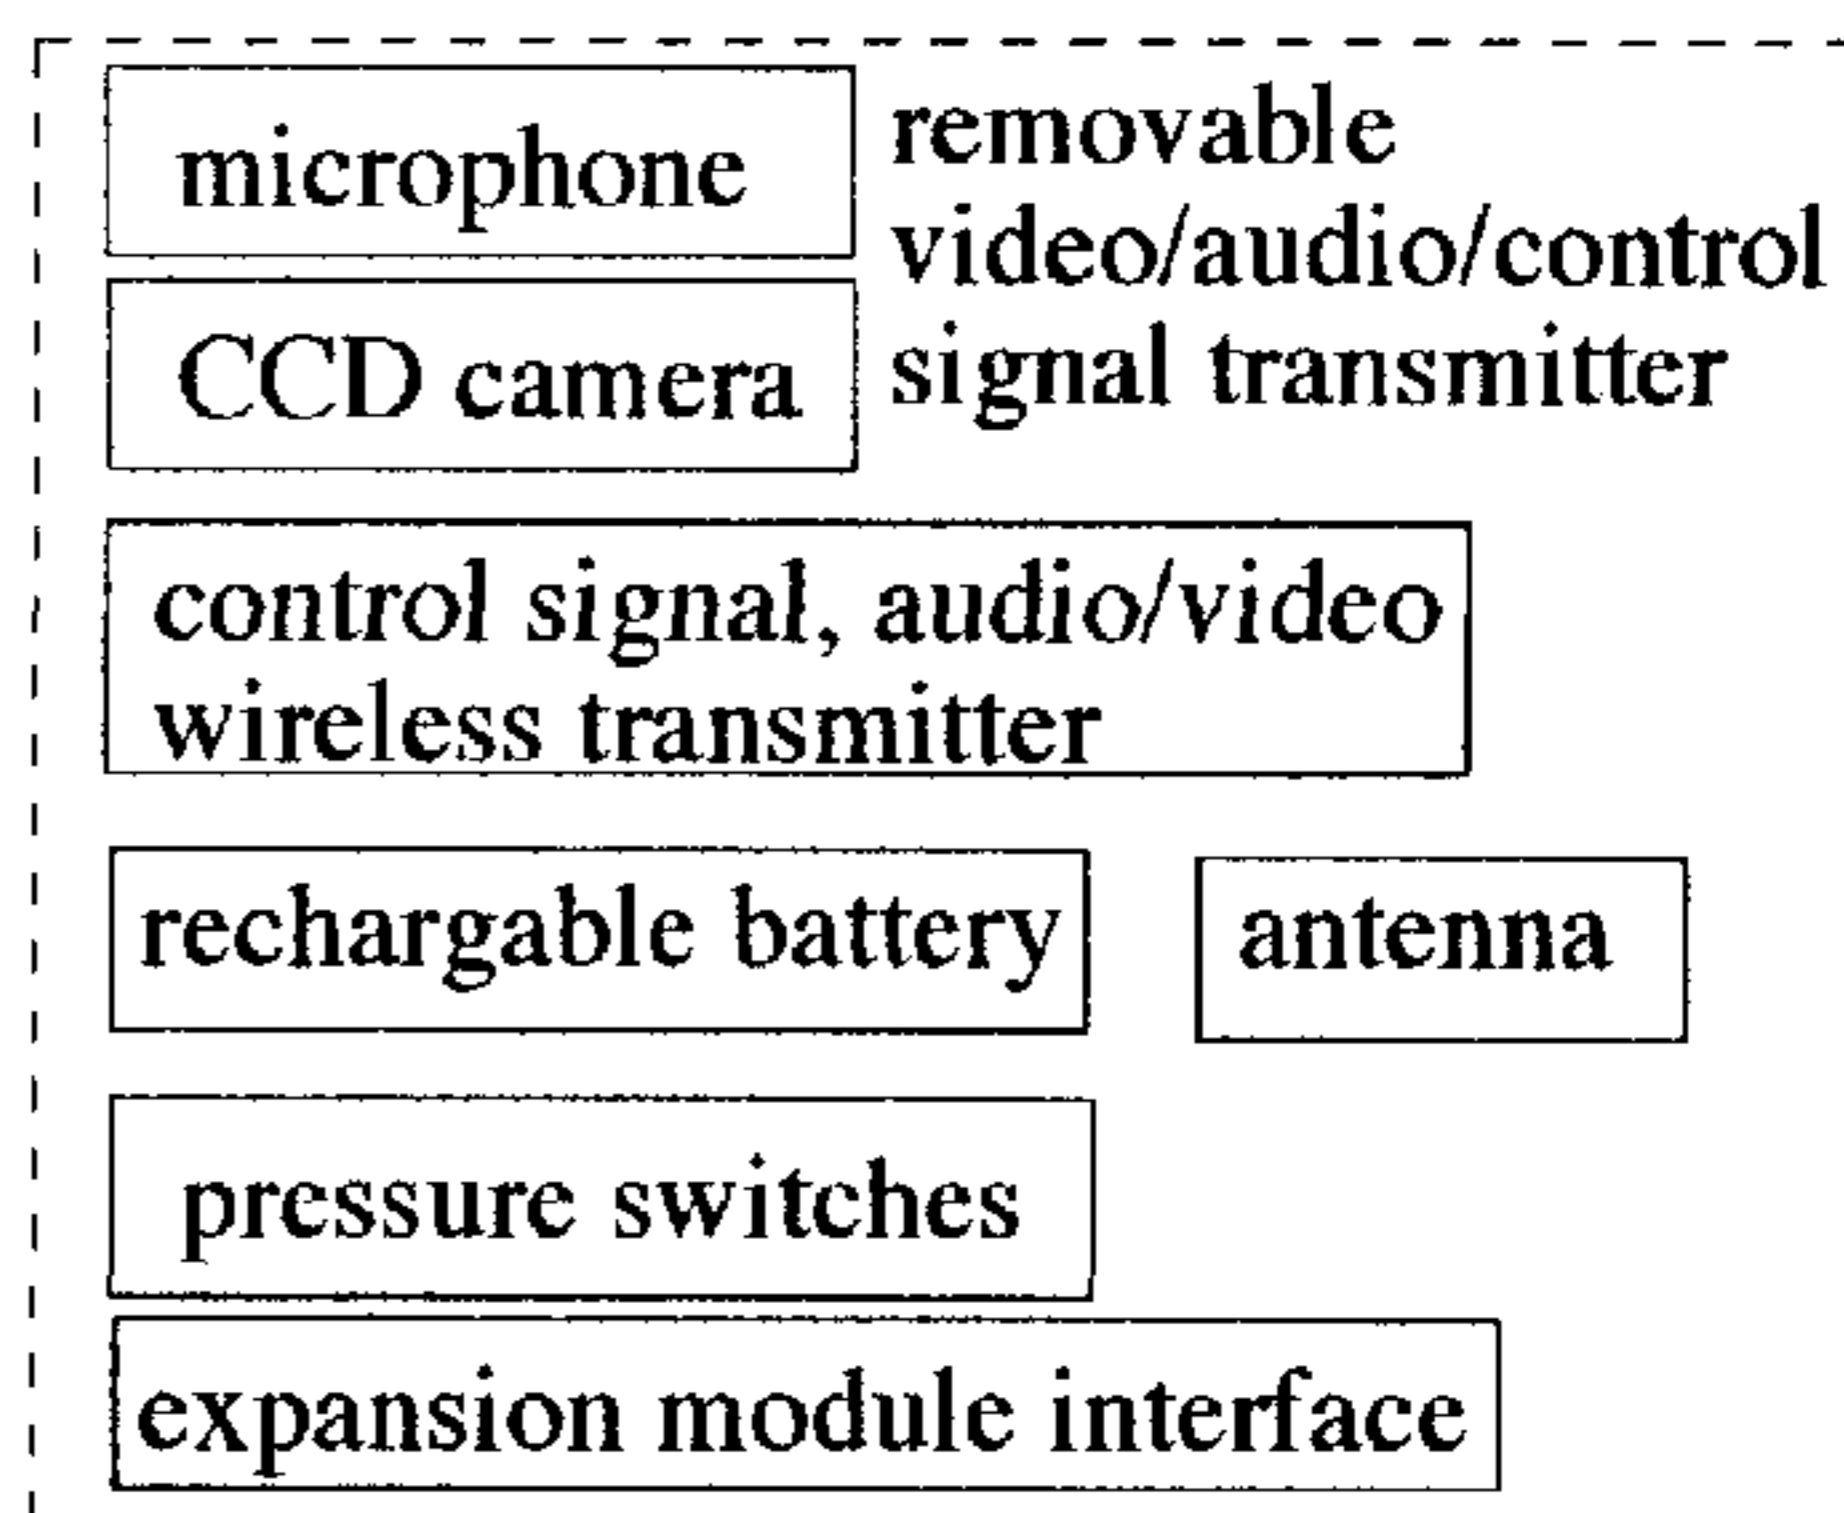 microphone
removable
video/audio/control
signal transmitter
CCD camera
control signal, audio/video
wireless transmitter
rechargable battery
antenna
pressure switches
expansion module interface